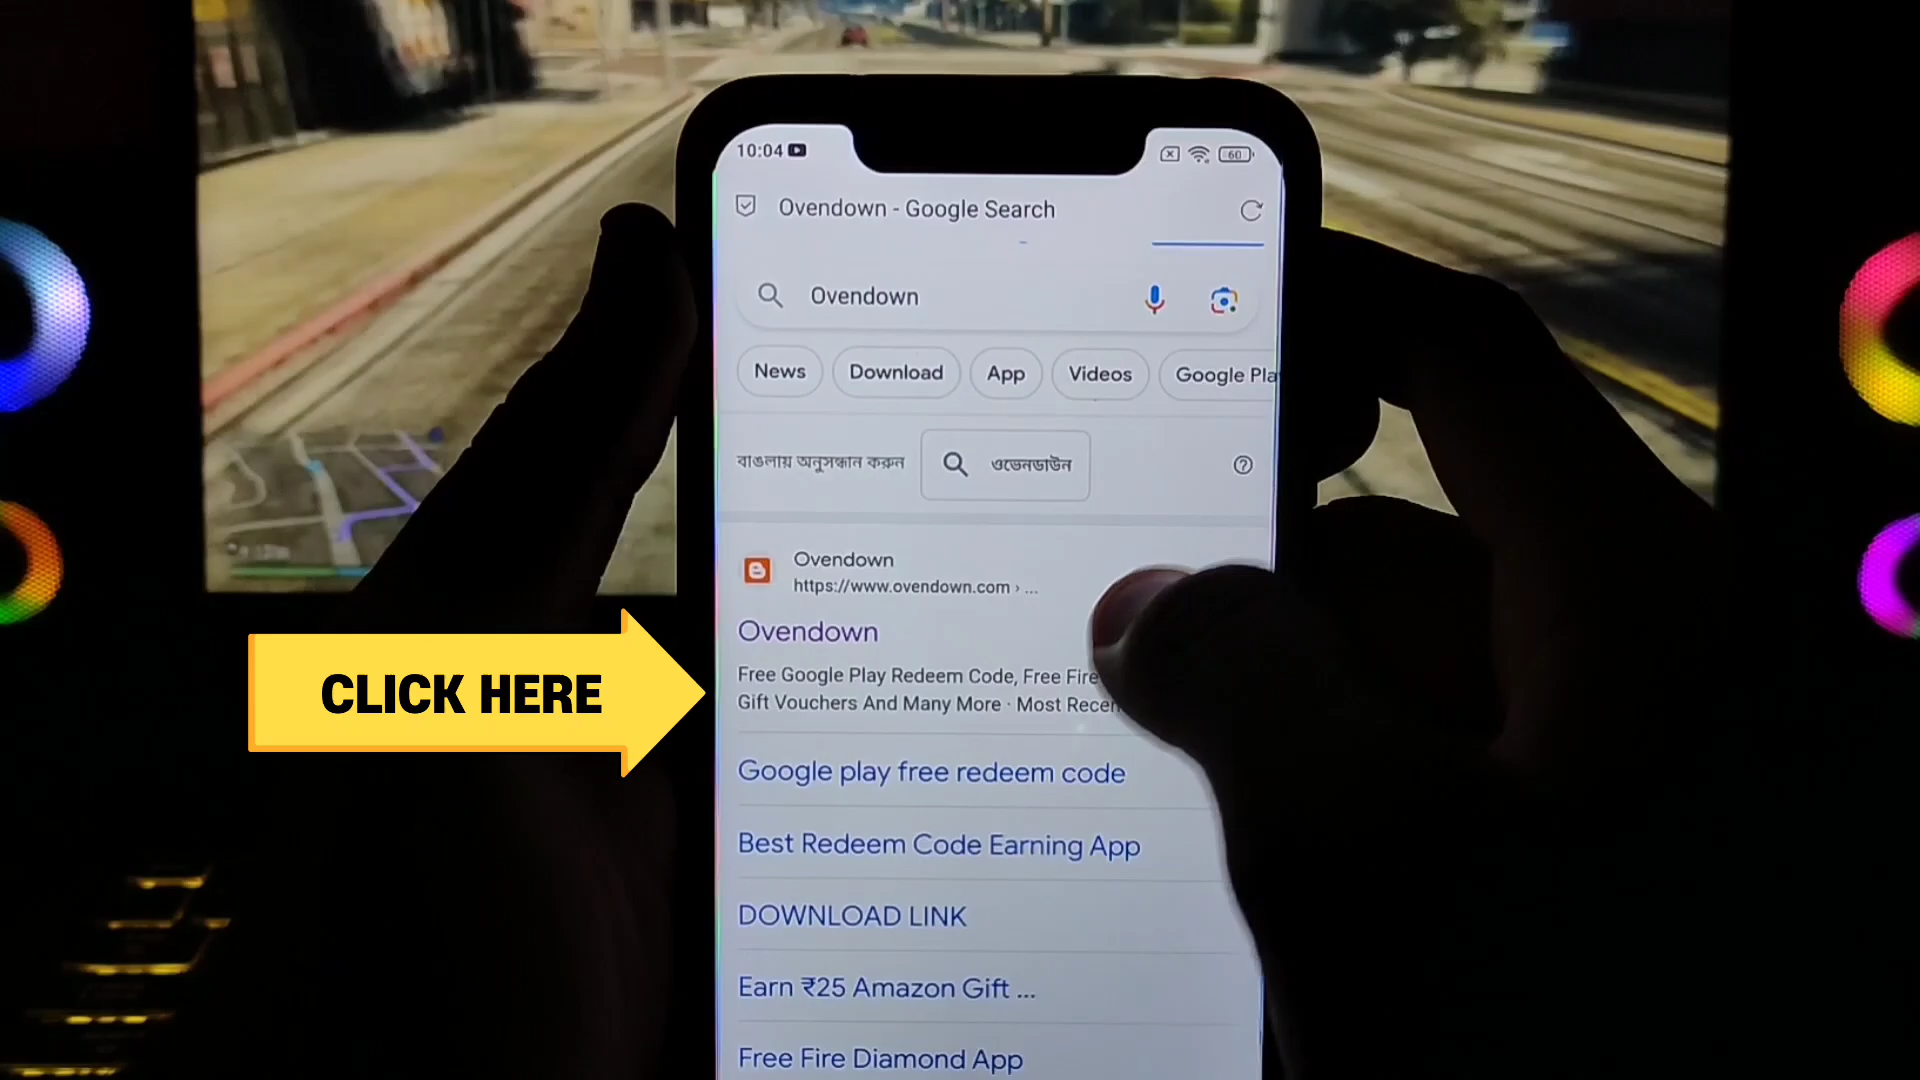 10:04
60
Ovendown - Google Search
Ovendown
News
Download
App
Videos
Google Pla
বাঙলায় অনুসন্ধান করুন
ওভেনডাউন
Ovendown
https://www.ovendown.com › ...
Ovendown
Free Google Play Redeem Code, Free Fire
Gift Vouchers And Many More · Most Recen
CLICK HERE
Google play free redeem code
Best Redeem Code Earning App
DOWNLOAD LINK
Earn ₹25 Amazon Gift ...
Free Fire Diamond App